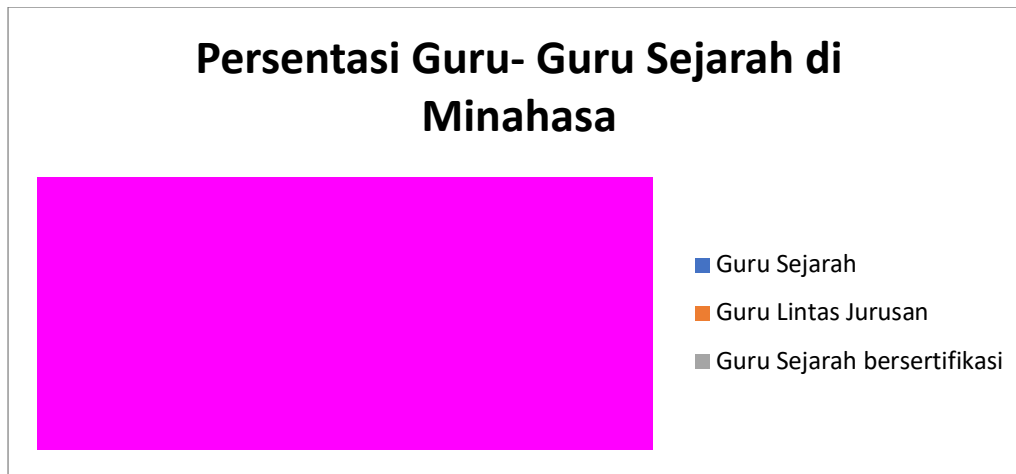 Persentasi Guru- Guru Sejarah di
Minahasa
Guru Sejarah
Guru Lintas Jurusan
Guru Sejarah bersertifikasi